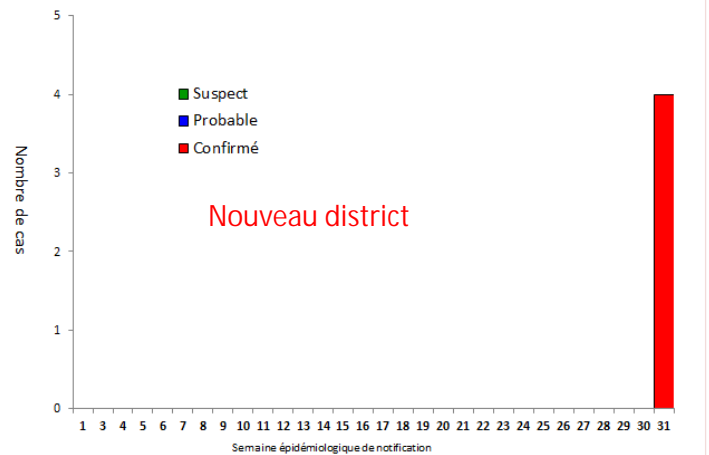 5
Suspect
4
Probable
Confirmé
3
Nombre de cas
Nouveau district
2
1
0
1 3 4 5 6 7 8 9 10 11 12 13 14 15 16 17 18 19 20 21 22 23 24 25 26 27 28 29 30 31
Semaine épidémiologique de notification